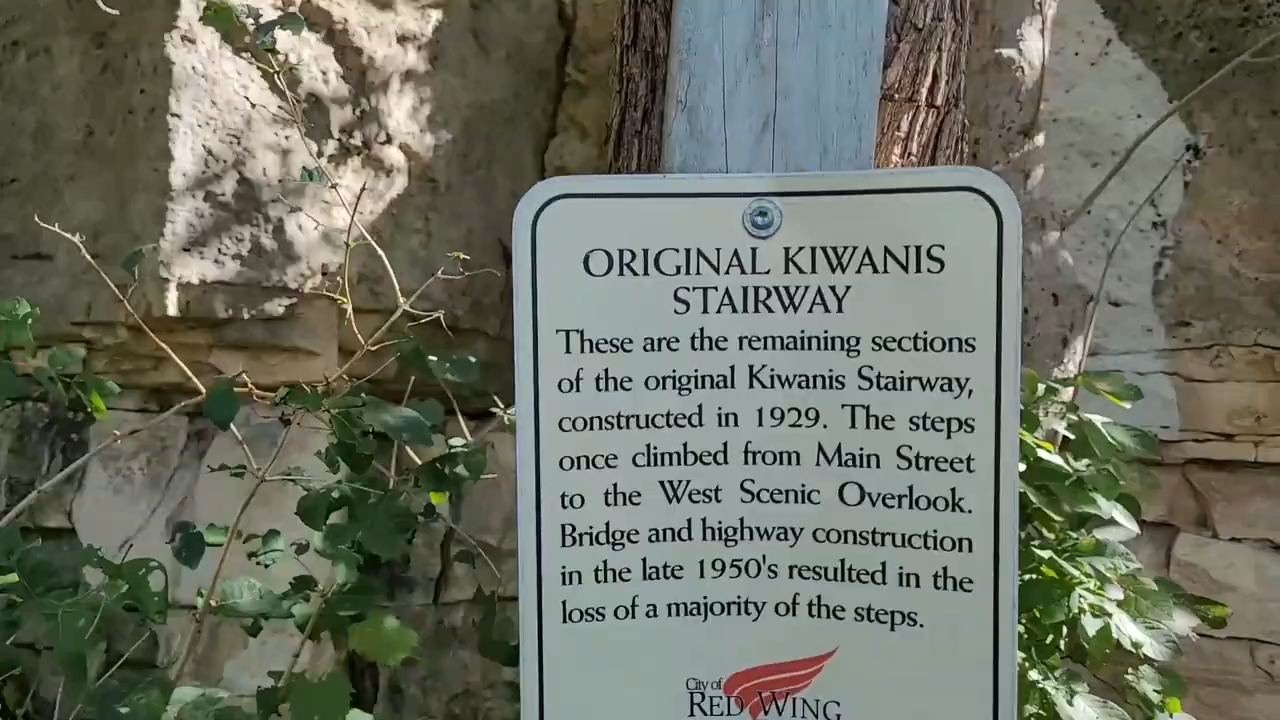 ORIGINAL KIWANIS
STAIRWAY
These are the remaining sections
of the original Kiwanis Stairway,
constructed in 1929. The steps
once climbed from Main Street
to the West Scenic Overlook.
Bridge and highway construction
in the late 1950's resulted in the
loss of a majority of the steps.
City of
RED WING